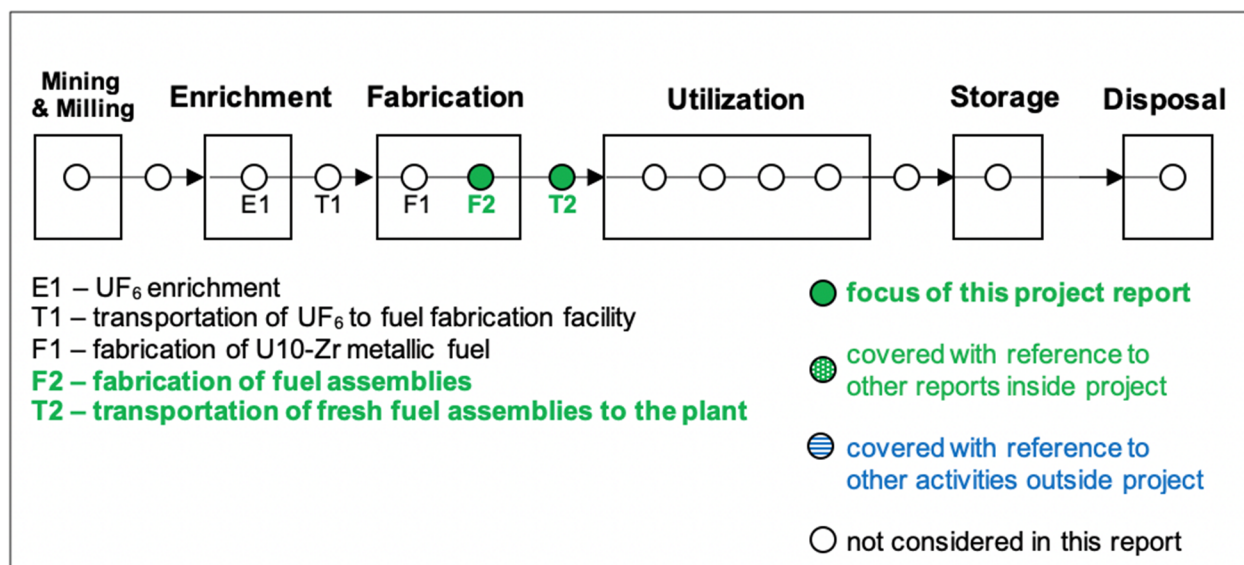 Mining
& Milling
Enrichment
Fabrication
Utilization
Storage
Disposal
E1
T1
F1
F2
T2
E1 – UF₆ enrichment
T1 – transportation of UF₆ to fuel fabrication facility
F1 – fabrication of U10-Zr metallic fuel
F2 – fabrication of fuel assemblies
T2 – transportation of fresh fuel assemblies to the plant
focus of this project report
covered with reference to
other reports inside project
covered with reference to
other activities outside project
not considered in this report